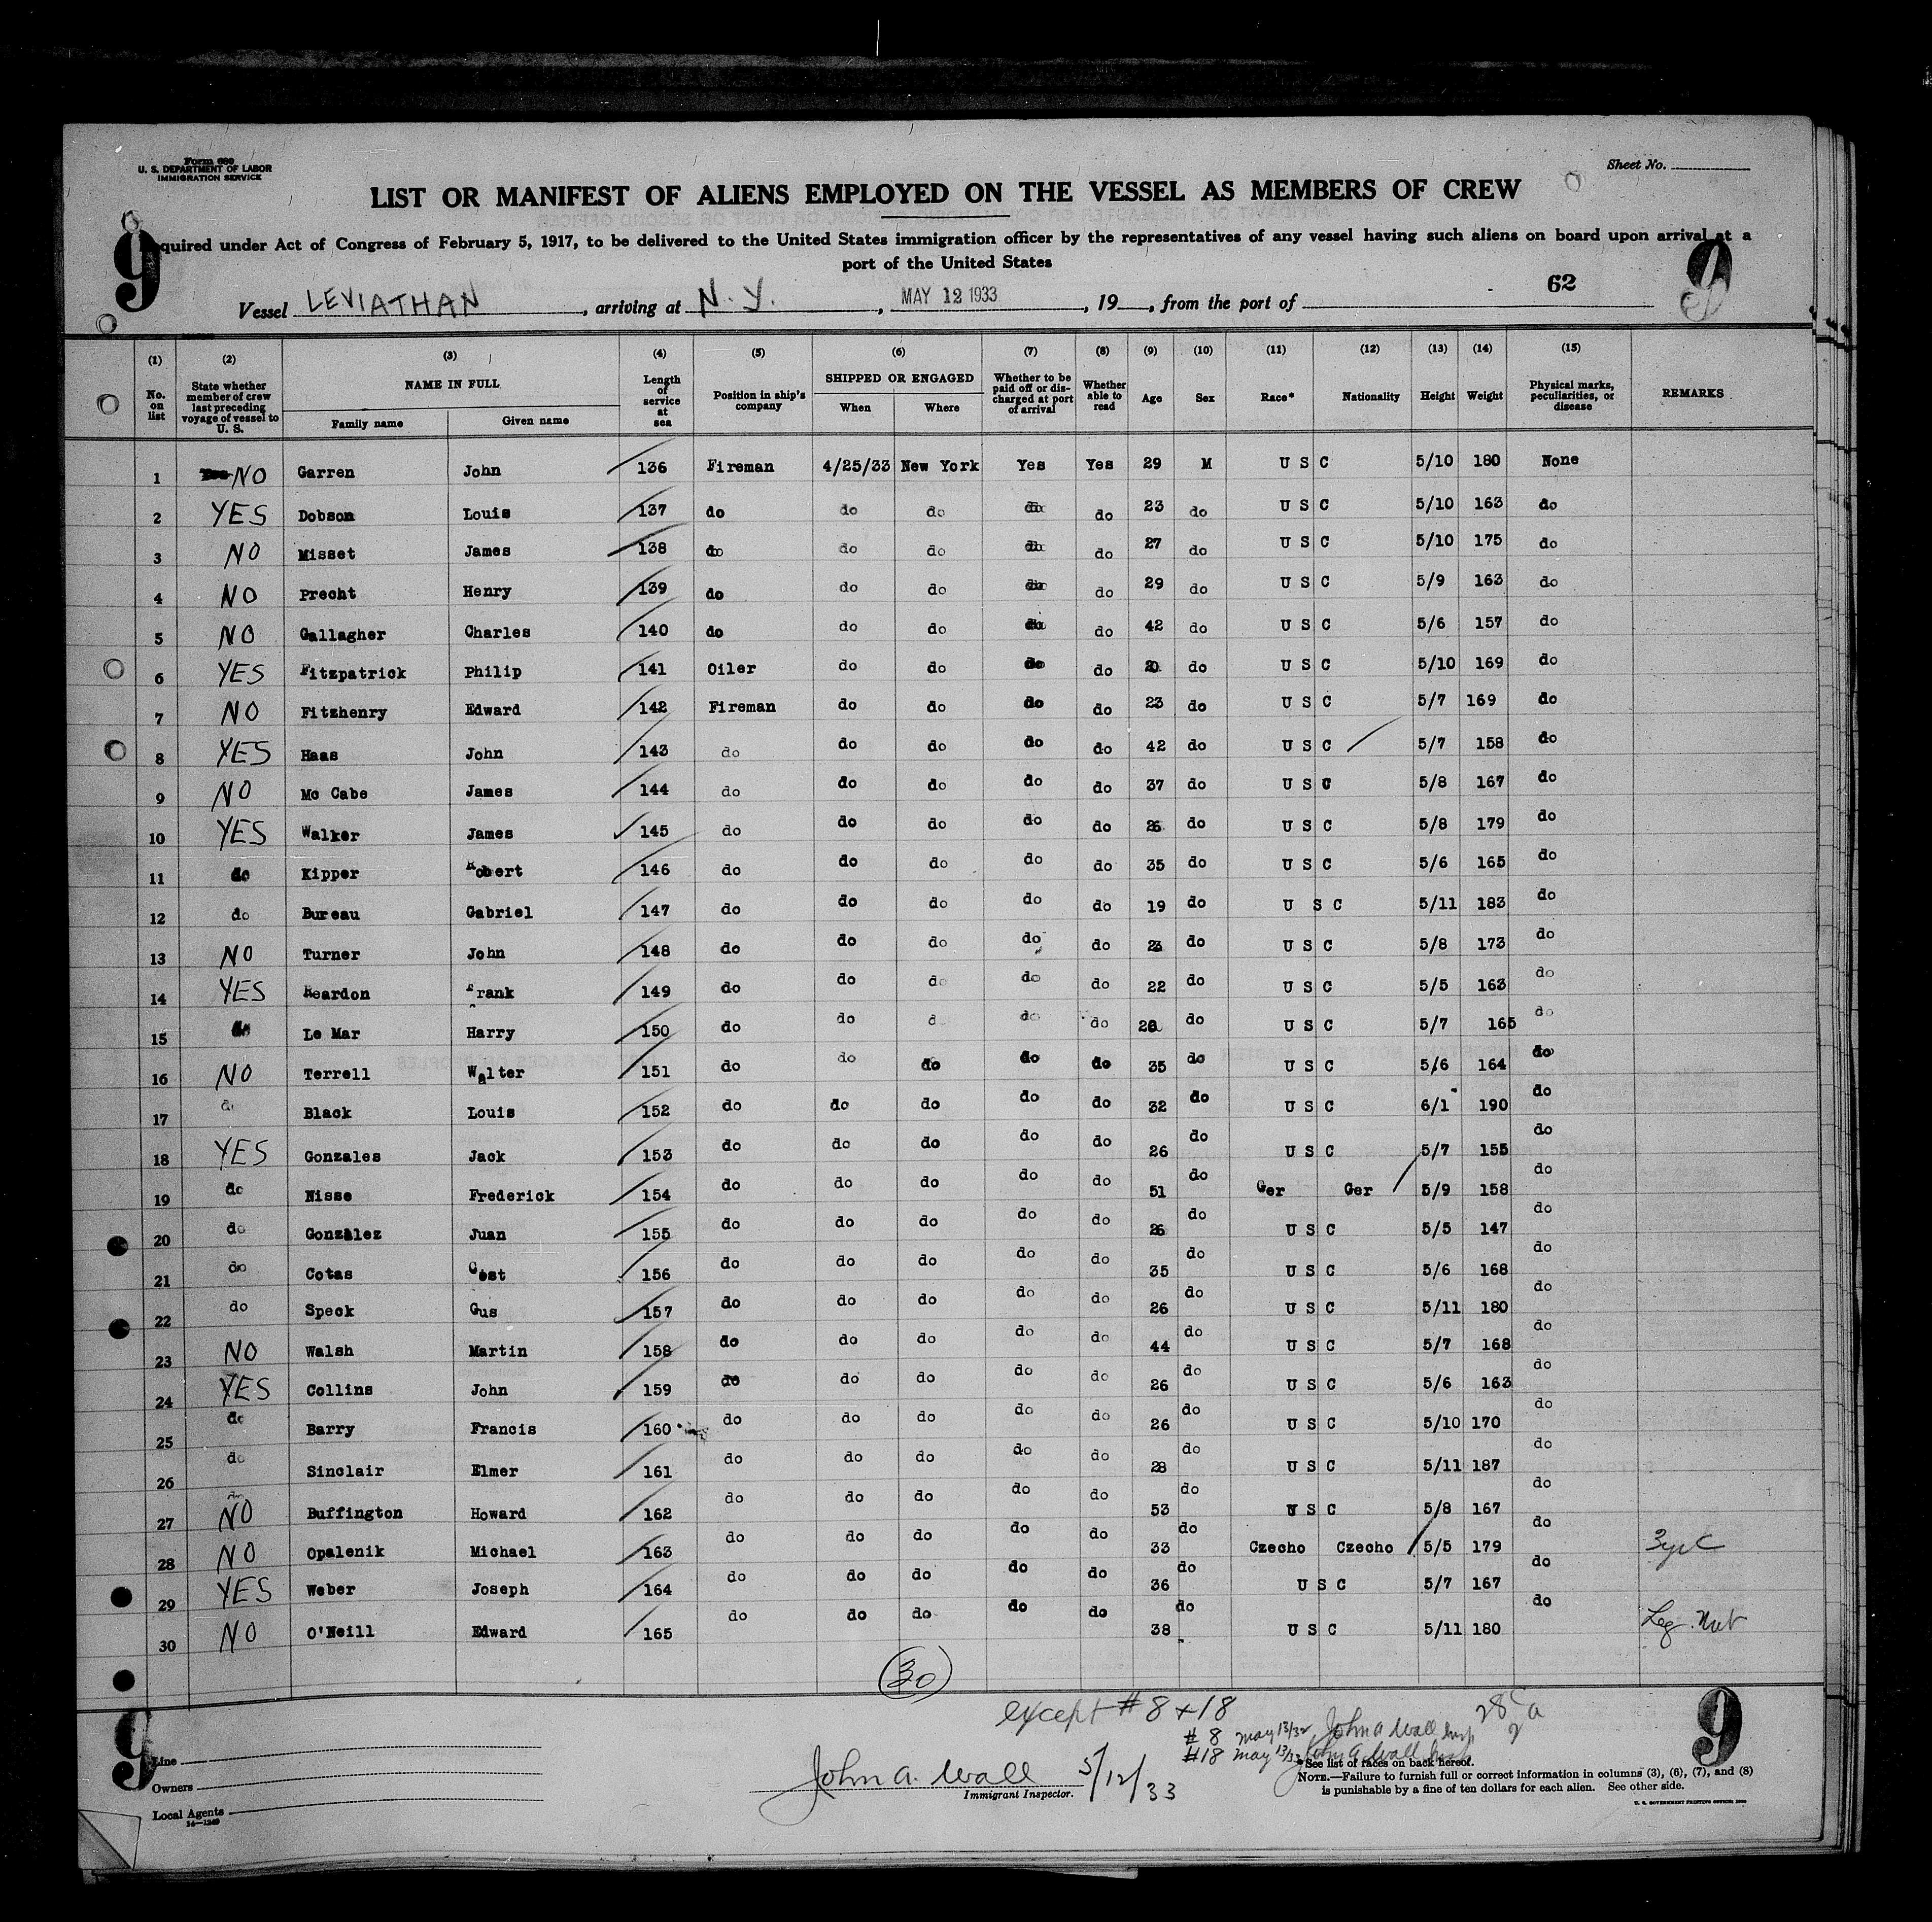 Form 680
U. S. DEPARTMENT OF LABOR
IMMIGRATION SERVICE
Sheet No.
LIST OR MANIFEST OF ALIENS EMPLOYED ON THE VESSEL AS MEMBERS OF CREW
9 quired under Act of Congress of February 5, 1917, to be delivered to the United States immigration officer by the representatives of any vessel having such aliens on board upon arrival at a 9
port of the United States
62
Vessel LEVIATHAN, arriving at N. Y., MAY 12 1933, 19, from the port of
(1) (2) (3) (4) (5) (6) (7) (8) (9) (10) (11) (12) (13) (14) (15)
No. on list State whether member of crew last preceding voyage of vessel to U. S. NAME IN FULL Family name Given name Length of service at sea Position in ship's company SHIPPED OR ENGAGED When Where Whether to be paid off or discharged at port of arrival Whether able to read Age Sex Race* Nationality Height Weight Physical marks, peculiarities, or disease REMARKS
1 NO Garren John 136 Fireman 4/25/33 New York Yes Yes 29 M U S C 5/10 180 None
2 YES Dobson Louis 137 do do do do do 23 do U S C 5/10 163 do
3 NO Misset James 138 do do do do do 27 do U S C 5/10 175 do
4 NO Precht Henry 139 do do do do do 29 do U S C 5/9 163 do
5 NO Gallagher Charles 140 do do do do do 42 do U S C 5/6 157 do
6 YES Fitzpatrick Philip 141 Oiler do do do do 20 do U S C 5/10 169 do
7 NO Fitzhenry Edward 142 Fireman do do do do 23 do U S C 5/7 169 do
8 YES Haas John 143 do do do do do 42 do U S C 5/7 158 do
9 NO Mc Cabe James 144 do do do do do 37 do U S C 5/8 167 do
10 YES Walker James 145 do do do do do 26 do U S C 5/8 179 do
11 do Kipper Robert 146 do do do do do 35 do U S C 5/6 165 do
12 do Bureau Gabriel 147 do do do do do 19 do U S C 5/11 183 do
13 NO Turner John 148 do do do do do 23 do U S C 5/8 173 do
14 YES Reardon Frank 149 do do do do do 22 do U S C 5/5 163 do
15 do Le Mar Harry 150 do do do do do do U S C 5/7 165 do
16 NO Terrell Walter 151 do do do do do 35 do U S C 5/6 164 do
17 do Black Louis 152 do do do do do 32 do U S C 6/1 190 do
18 YES Gonzales Jack 153 do do do do do 26 do U S C 5/7 155 do
19 do Nisse Frederick 154 do do do do do 51 do Ger Ger 5/9 158 do
20 do Gonzalez Juan 155 do do do do do 26 do U S C 5/5 147 do
21 do Cotas Gost 156 do do do do do 35 do U S C 5/6 168 do
22 do Speck Gus 157 do do do do do 26 do U S C 5/11 180 do
23 NO Walsh Martin 158 do do do do do 44 do U S C 5/7 168 do
24 YES Collins John 159 do do do do do 26 do U S C 5/6 163 do
25 do Barry Francis 160 do do do do do 26 do U S C 5/10 170 do
26 do Sinclair Elmer 161 do do do do do 28 do U S C 5/11 187 do
27 NO Buffington Howard 162 do do do do do 53 do U S C 5/8 167 do
28 NO Opalenik Michael 163 do do do do do 33 do Czecho Czecho 5/5 179 do
29 YES Weber Joseph 164 do do do do do 36 do U S C 5/7 167 do
30 NO O'Neill Edward 165 do do do do do 38 do U S C 5/11 180 do Leg.
30
except # 8 + 18
# 8 May 13/33 John A Wall Insp
#18 May 13/33 John A Wall Insp
9 9
Line
Owners
Local Agents
14—1240
John A. Wall 5/12/33
Immigrant Inspector.
*See list of races on back hereof.
NOTE.—Failure to furnish full or correct information in columns (3), (6), (7), and (8)
is punishable by a fine of ten dollars for each alien. See other side.